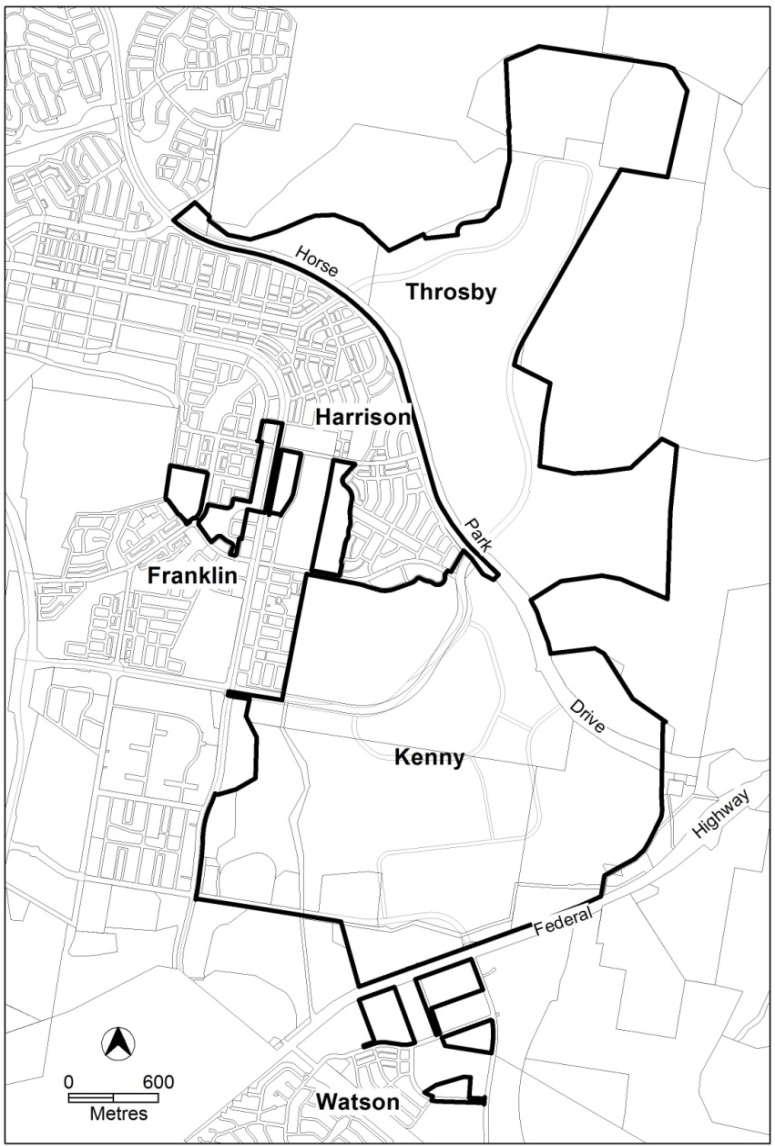 Horse
Throsby
Harrison
Park
Franklin
Drive
Kenny
Highway
Federal
0 600
Metres
Watson